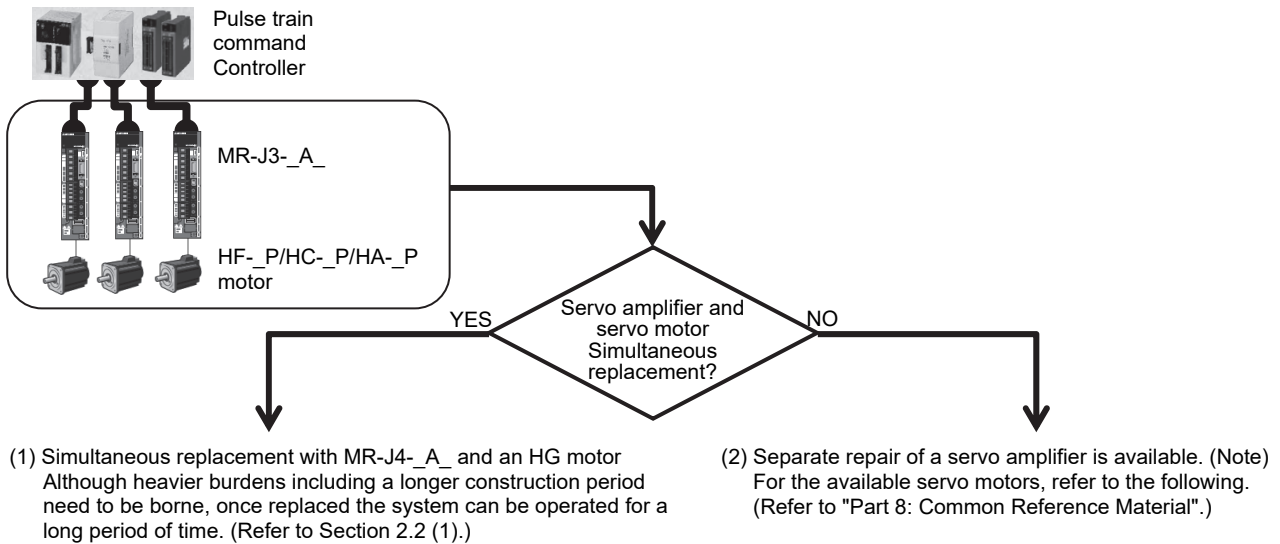 Pulse train
command
Controller
MR-J3-_A_
HF-_P/HC-_P/HA-_P
motor
Servo amplifier and
servo motor
Simultaneous
replacement?
YES
NO
(1) Simultaneous replacement with MR-J4-_A_ and an HG motor
Although heavier burdens including a longer construction period
need to be borne, once replaced the system can be operated for a
long period of time. (Refer to Section 2.2 (1).)
(2) Separate repair of a servo amplifier is available. (Note)
For the available servo motors, refer to the following.
(Refer to "Part 8: Common Reference Material".)